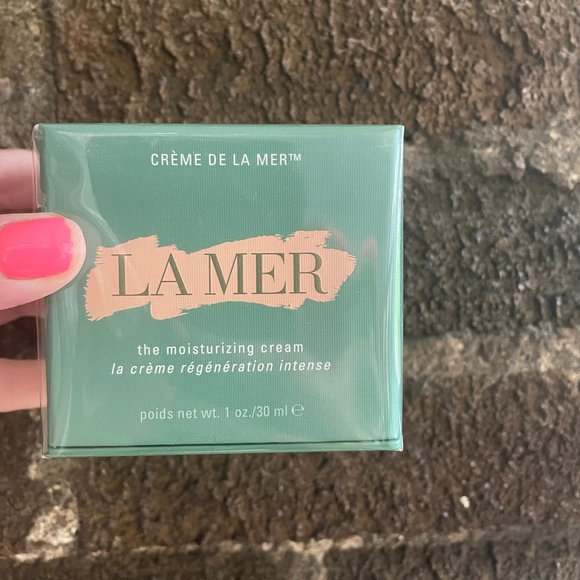 CRÈME DE LA MER™
LA MER
the moisturizing cream
la crème régénération intense
poids net wt. 1 oz./30 ml ℮